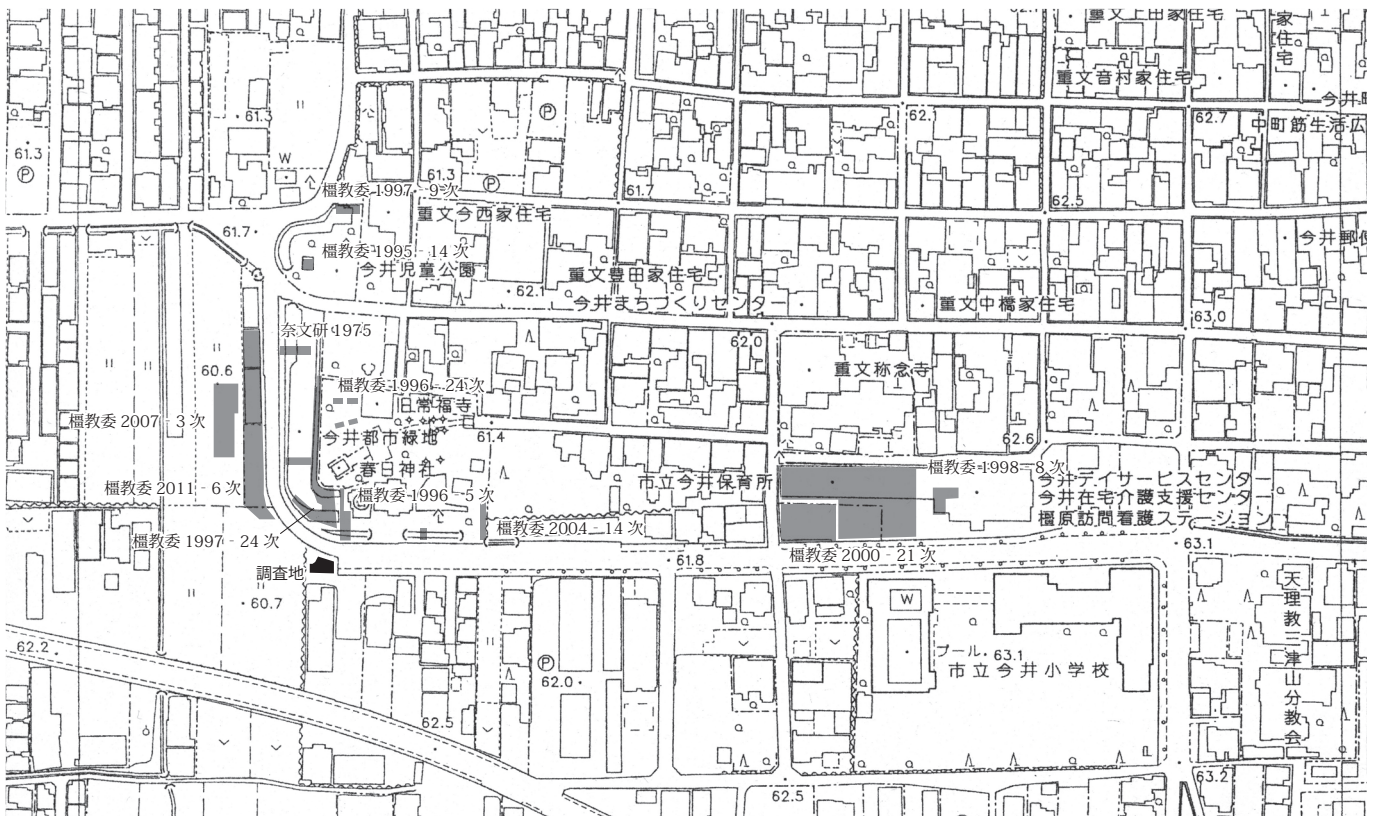 重文上田家住宅
家住宅
重文音村家住宅
今井町
中町筋生活広
61.3
62.1
62.7
61.3
Ⓟ
Ⓟ
W
61.3
Ⓟ
橿教委 1997 - 9 次
61.7
重文今西家住宅
62.5
61.7
橿教委 1995 - 14 次
今井児童公園
今井郵便
重文豊田家住宅
62.1
今井まちづくりセンター
重文中橋家住宅
63.0
奈文研 1975
62.0
60.6
重文称念寺
橿教委 1996 - 24 次
旧常福寺
橿教委 2007 - 3 次
今井都市緑地
61.4
62.6
春日神社
橿教委 1998 - 8 次
市立今井保育所
今井デイサービスセンター
橿教委 2011 - 6 次
橿教委 1996 - 5 次
今井在宅介護支援センター
橿原訪問看護ステーション
橿教委 2004 - 14 次
橿教委 1997 - 24 次
63.1
橿教委 2000 - 21 次
61.8
調査地
60.7
W
天理教三津山分教会
62.2
プール
63.1
市立今井小学校
Ⓟ
62.0
62.5
63.2
62.5